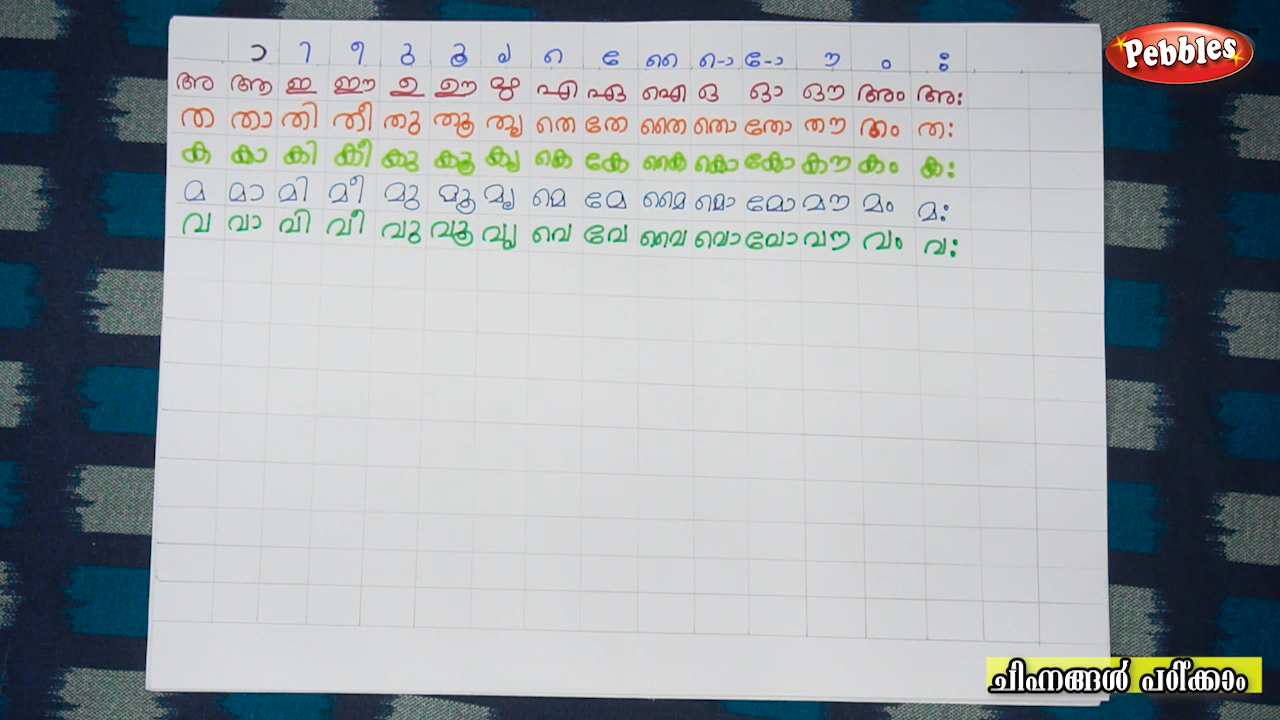 Pebbles
ാ ി ീ ു ൂ ൃ െ േ ൈ ൊ ോ ൗ ം ഃ
അ ആ ഇ ഈ ഉ ഊ ഋ എ ഏ ഐ ഒ ഓ ഔ അം അഃ
ത താ തി തീ തു തൂ തൃ തെ തേ തൈ തൊ തോ തൗ തം തഃ
ക കാ കി കീ കു കൂ കൃ കെ കേ കൈ കൊ കോ കൗ കം കഃ
മ മാ മി മീ മു മൂ മൃ മെ മേ മൈ മൊ മോ മൗ മം മഃ
വ വാ വി വീ വു വൂ വൃ വെ വേ വൈ വൊ വോ വൗ വം വഃ
ചിഹ്നങ്ങൾ പഠിക്കാം